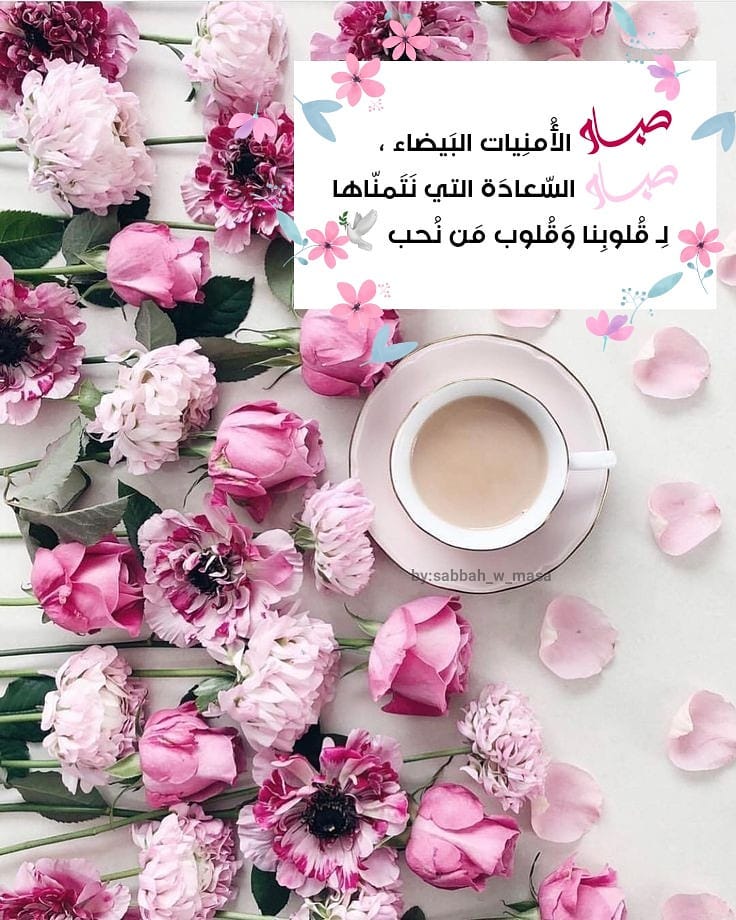 صباح الأُمنِيات البَيضاء ،
صباح السّعادَة التي نَتَمنّاها
لِـ قُلوبِنا وَقُلوب مَن نُحب
by:sabbah_w_masa